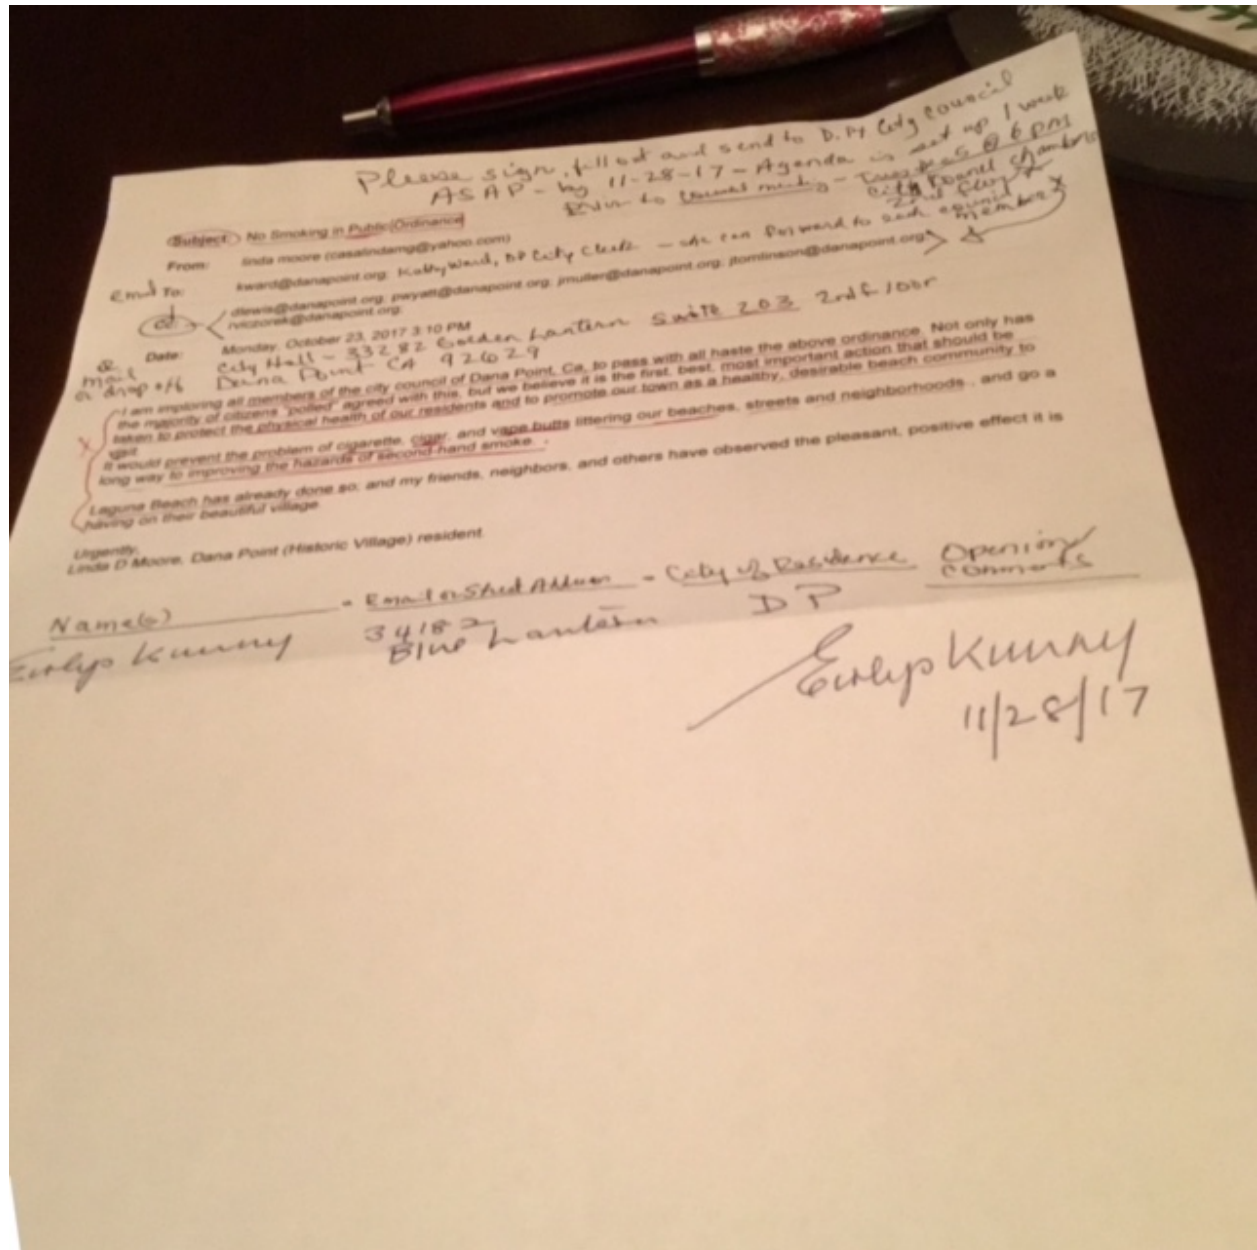 Please sign, fill out and send to D. Pt City Council
ASAP - by 11-28-17 - Agenda is set up 1 week
prior to council meeting - Tuesdays @ 6 pm
City Council Chambers
2nd floor
Subject: No Smoking in Public Ordinance
From: linda moore (casalindamg@yahoo.com)
Email To: kward@danapoint.org; Kathy Ward, DP City Clerk - she can forward to each council member
cc dlewis@danapoint.org; pwyatt@danapoint.org; jmuller@danapoint.org; jtomlinson@danapoint.org;
rviczorek@danapoint.org;
Date: Monday, October 23, 2017 3:10 PM
or mail or drop off City Hall - 33282 Golden Lantern Suite 203 2nd floor
Dana Point CA 92629
I am imploring all members of the city council of Dana Point, Ca, to pass with all haste the above ordinance. Not only has
the majority of citizens "polled" agreed with this, but we believe it is the first, best, most important action that should be
taken to protect the physical health of our residents and to promote our town as a healthy, desirable beach community to
visit.
It would prevent the problem of cigarette, cigar, and vape butts littering our beaches, streets and neighborhoods., and go a
long way to improving the hazards of second-hand smoke.
Laguna Beach has already done so; and my friends, neighbors, and others have observed the pleasant, positive effect it is
having on their beautiful village.
Urgently,
Linda D Moore, Dana Point (Historic Village) resident.
Name(s) - Email or Street Address - City of Residence Openion/
Comments
34182 DP
Blue Lantern
11/28/17